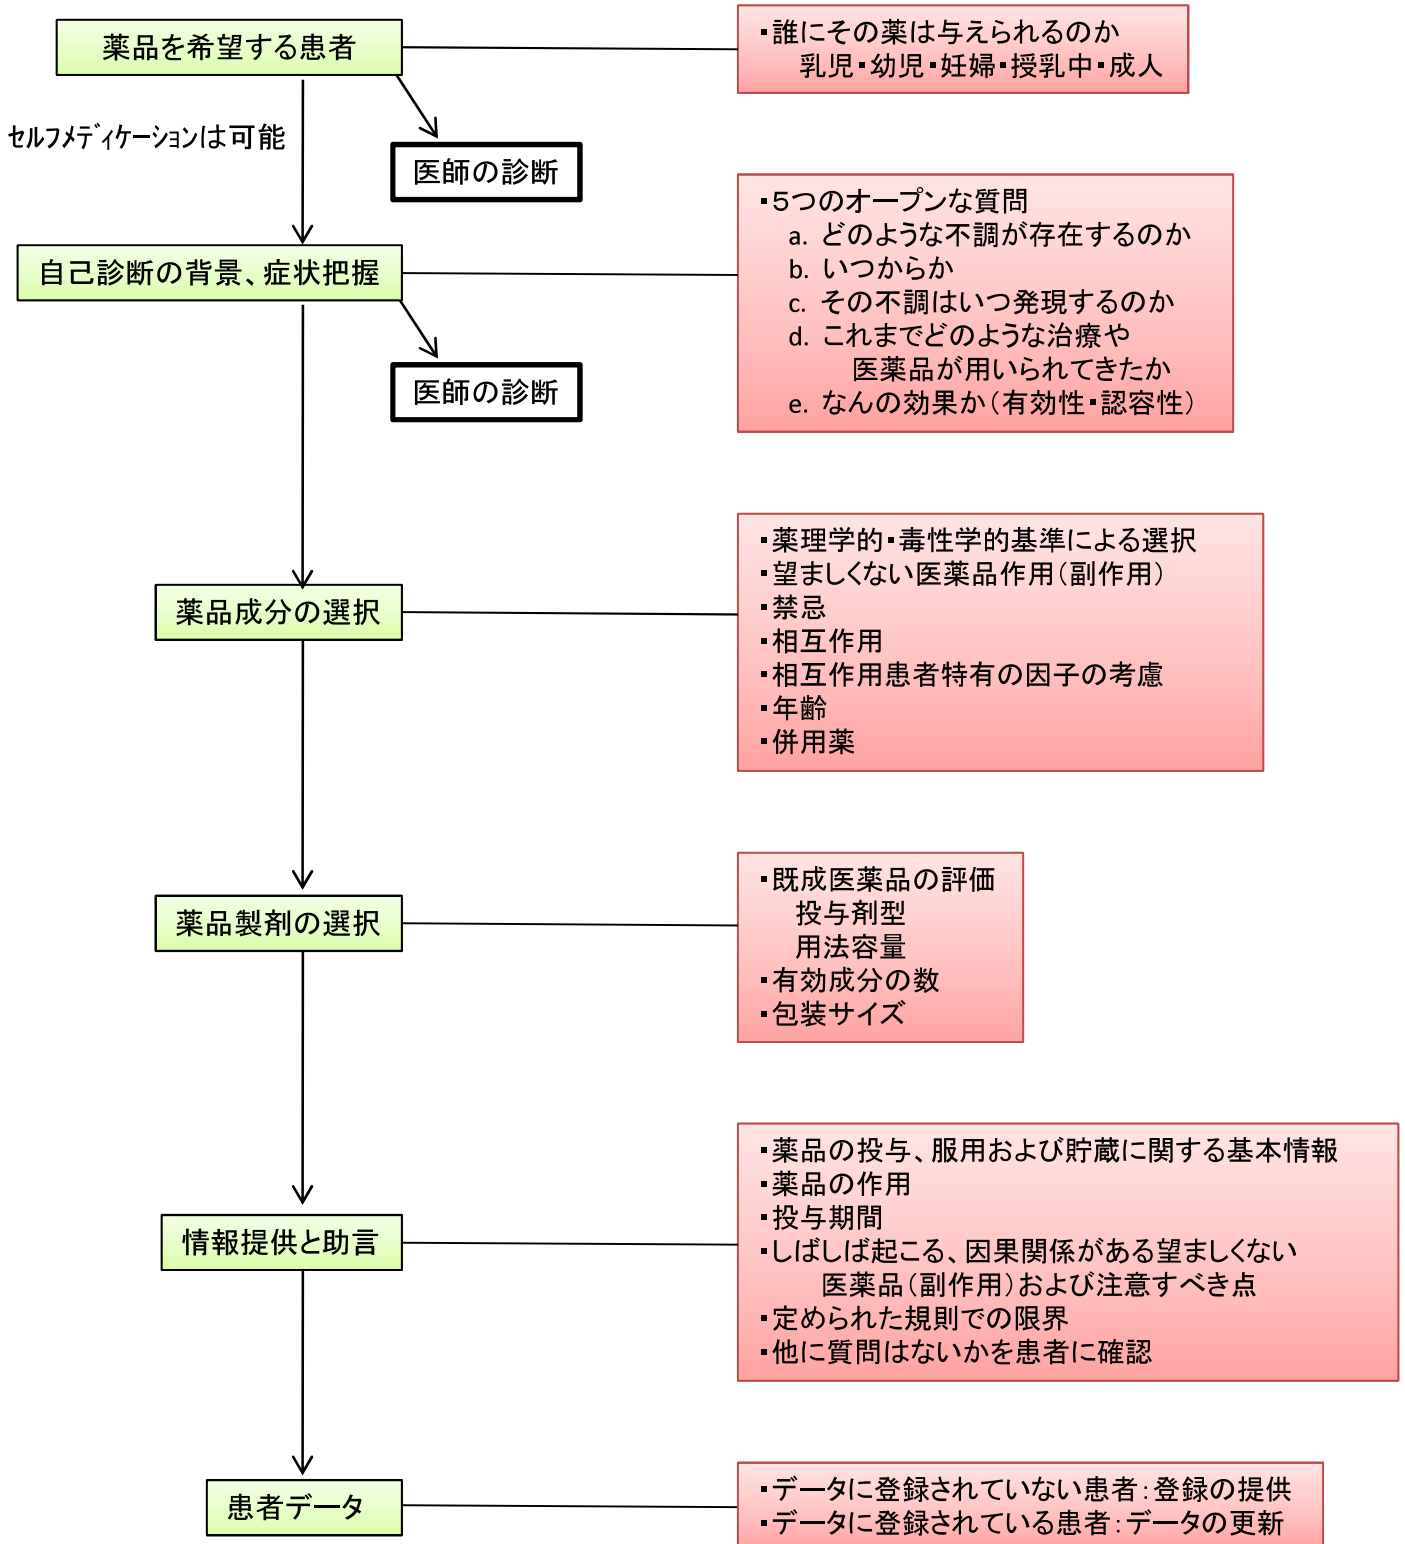 薬品を希望する患者
・誰にその薬は与えられるのか
乳児・幼児・妊婦・授乳中・成人
セルフメディケーションは可能
医師の診断
自己診断の背景、症状把握
・５つのオープンな質問
a. どのような不調が存在するのか
b. いつからか
c. その不調はいつ発現するのか
d. これまでどのような治療や
医薬品が用いられてきたか
e. なんの効果か（有効性・認容性）
医師の診断
薬品成分の選択
・薬理学的・毒性学的基準による選択
・望ましくない医薬品作用（副作用）
・禁忌
・相互作用
・相互作用患者特有の因子の考慮
・年齢
・併用薬
薬品製剤の選択
・既成医薬品の評価
投与剤型
用法容量
・有効成分の数
・包装サイズ
情報提供と助言
・薬品の投与、服用および貯蔵に関する基本情報
・薬品の作用
・投与期間
・しばしば起こる、因果関係がある望ましくない
医薬品（副作用）および注意すべき点
・定められた規則での限界
・他に質問はないかを患者に確認
患者データ
・データに登録されていない患者：登録の提供
・データに登録されている患者：データの更新